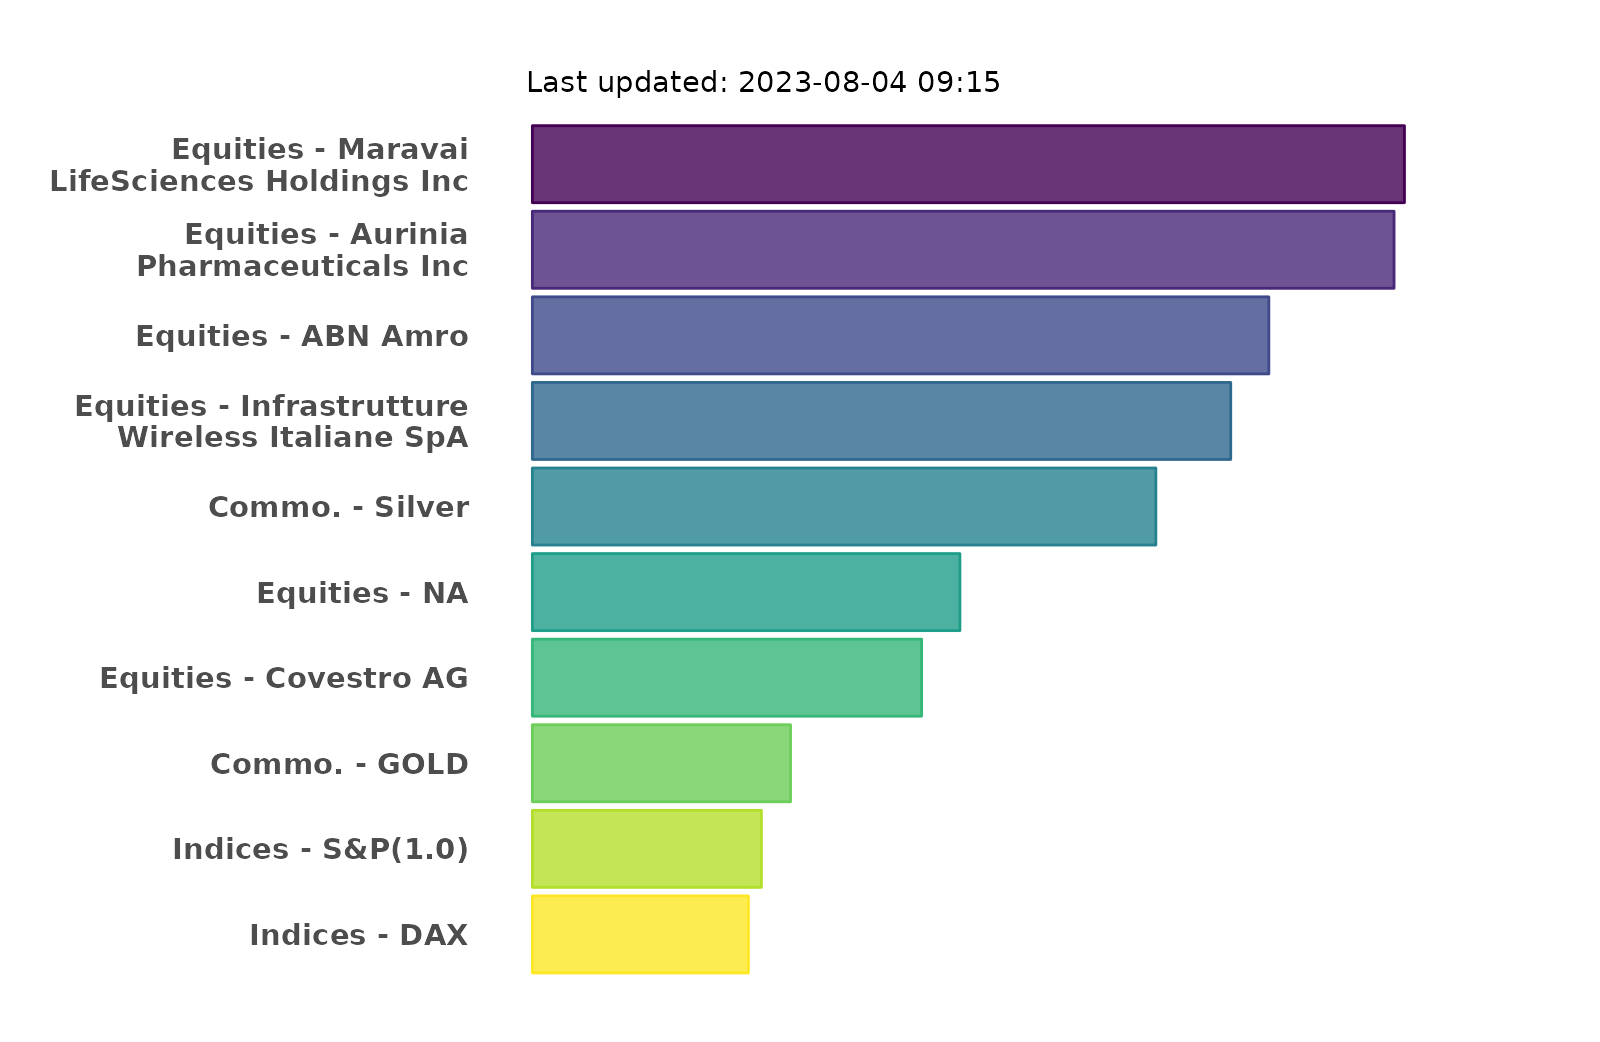 Last updated: 2023-08-04 09:15
Equities - Maravai
LifeSciences Holdings Inc
Equities - Aurinia
Pharmaceuticals Inc
Equities - ABN Amro
Equities - Infrastrutture
Wireless Italiane SpA
Commo. - Silver
Equities - NA
Equities - Covestro AG
Commo. - GOLD
Indices - S&P(1.0)
Indices - DAX